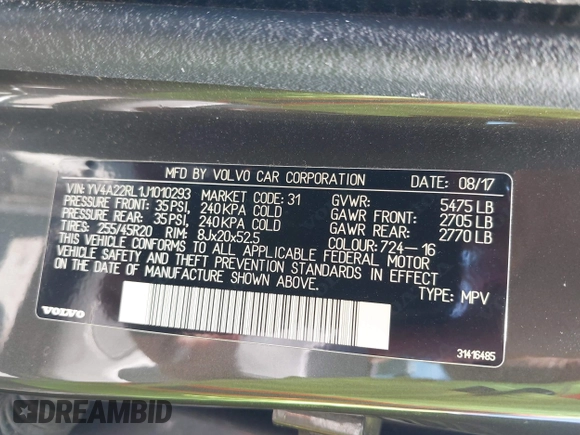 MFD BY VOLVO CAR CORPORATION DATE: 08/17
VIN: YV4A22RL1J1010293 MARKET CODE: 31 GVWR: 5475 LB
PRESSURE FRONT: 35 PSI, 240 KPA COLD GAWR FRONT: 2705 LB
PRESSURE REAR: 35 PSI, 240 KPA COLD GAWR REAR: 2770 LB
TIRES: 255/45R20 RIM: 8Jx20x52.5 COLOUR: 724-16
VEHICLE CONFORMS TO ALL APPLICABLE FEDERAL MOTOR
VEHICLE SAFETY AND THEFT PREVENTION STANDARDS IN EFFECT
ON THE DATE OF MANUFACTURE SHOWN ABOVE.
TYPE: MPV
VOLVO
31416485
DREAMBID